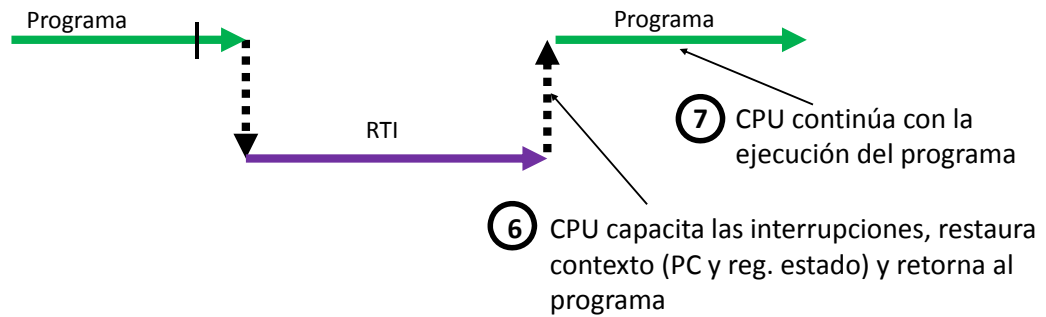 Programa
Programa
RTI
7 CPU continúa con la
ejecución del programa
6 CPU capacita las interrupciones, restaura
contexto (PC y reg. estado) y retorna al
programa